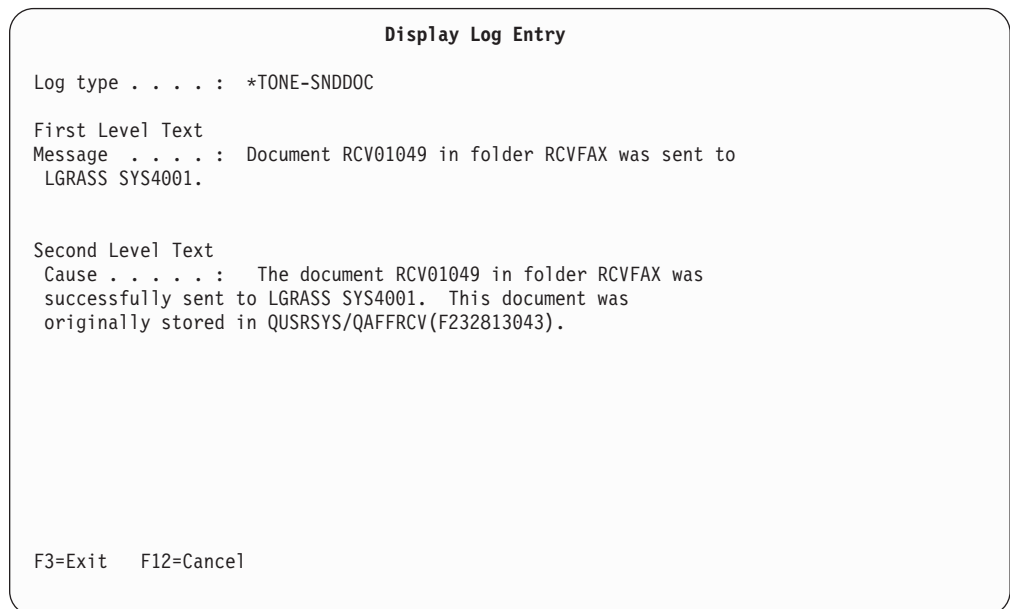 Display Log Entry
Log type . . . . : *TONE-SNDDOC
First Level Text
Message . . . . : Document RCV01049 in folder RCVFAX was sent to
LGRASS SYS4001.
Second Level Text
Cause . . . . . : The document RCV01049 in folder RCVFAX was
successfully sent to LGRASS SYS4001. This document was
originally stored in QUSRSYS/QAFFRCV(F232813043).
F3=Exit F12=Cancel